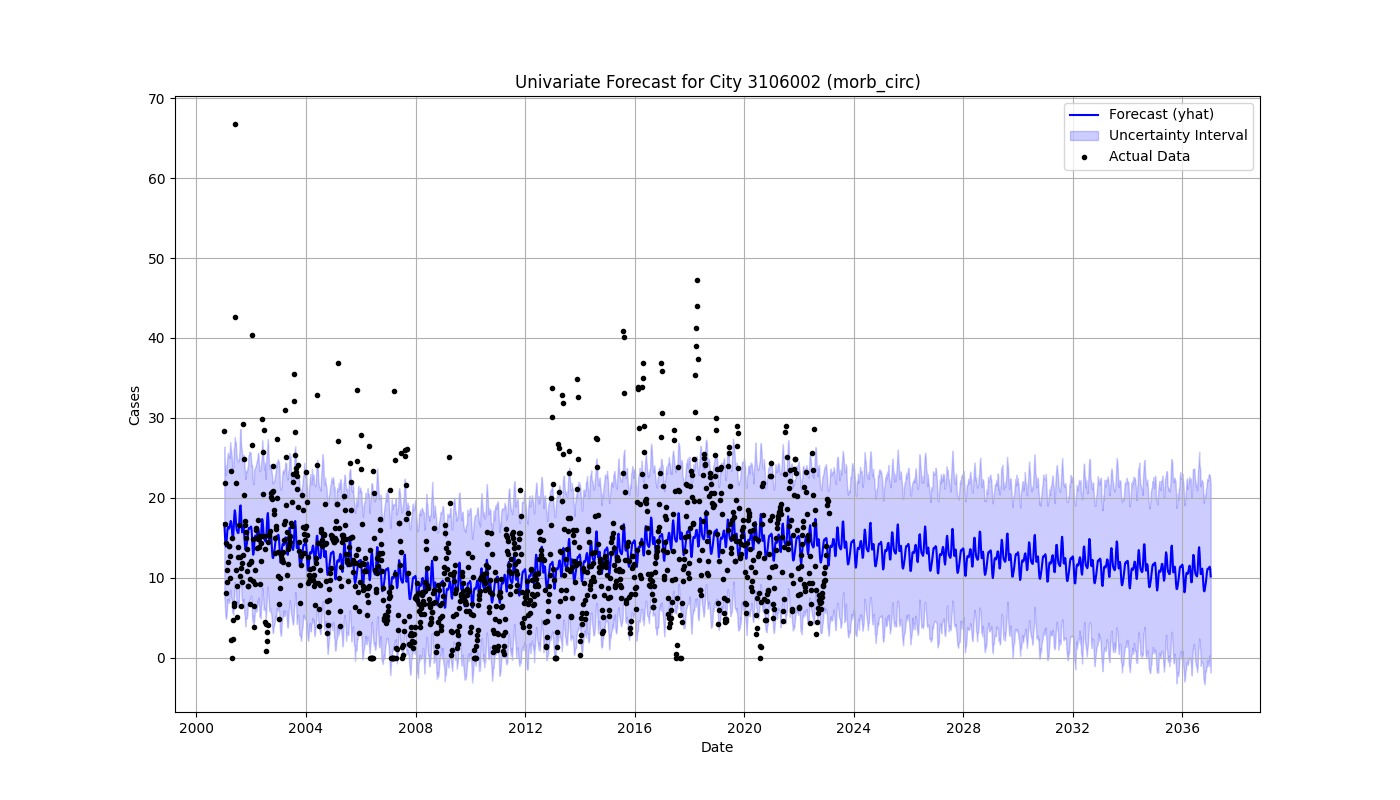 Univariate Forecast for City 3106002 (morb_circ)
Forecast (yhat)
Uncertainty Interval
Actual Data
Cases
70
60
50
40
30
20
10
0
2000 2004 2008 2012 2016 2020 2024 2028 2032 2036
Date